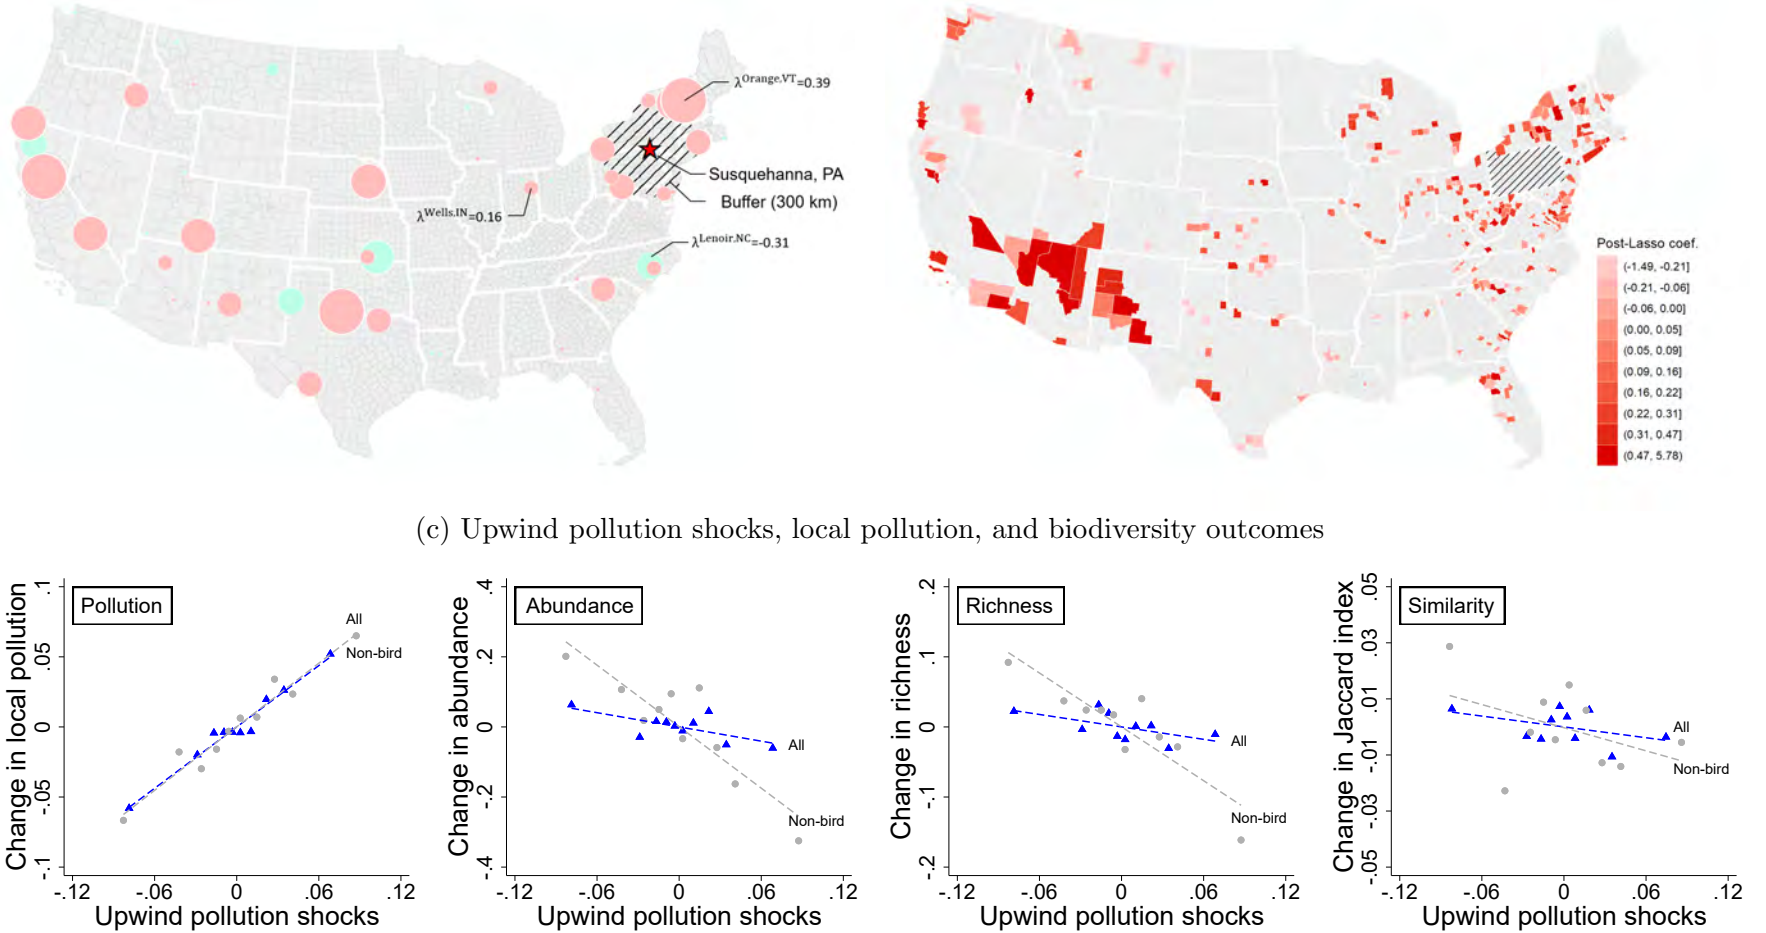 λOrange,VT=0.39
Susquehanna, PA
Buffer (300 km)
λWells,IN=0.16
λLenoir,NC=-0.31
Post-Lasso coef.
(-1.49, -0.21]
(-0.21, -0.06]
(-0.06, 0.00]
(0.00, 0.05]
(0.05, 0.09]
(0.09, 0.16]
(0.16, 0.22]
(0.22, 0.31]
(0.31, 0.47]
(0.47, 5.78)
(c) Upwind pollution shocks, local pollution, and biodiversity outcomes
Pollution
Change in local pollution
.1
.05
0
-.05
-.1
All
Non-bird
-.12 -.06 0 .06 .12
Upwind pollution shocks
Abundance
Change in abundance
.4
.2
0
-.2
-.4
All
Non-bird
-.12 -.06 0 .06 .12
Upwind pollution shocks
Richness
Change in richness
.2
.1
0
-.1
-.2
All
Non-bird
-.12 -.06 0 .06 .12
Upwind pollution shocks
Similarity
Change in Jaccard index
.05
.03
.01
-.01
-.03
-.05
All
Non-bird
-.12 -.06 0 .06 .12
Upwind pollution shocks